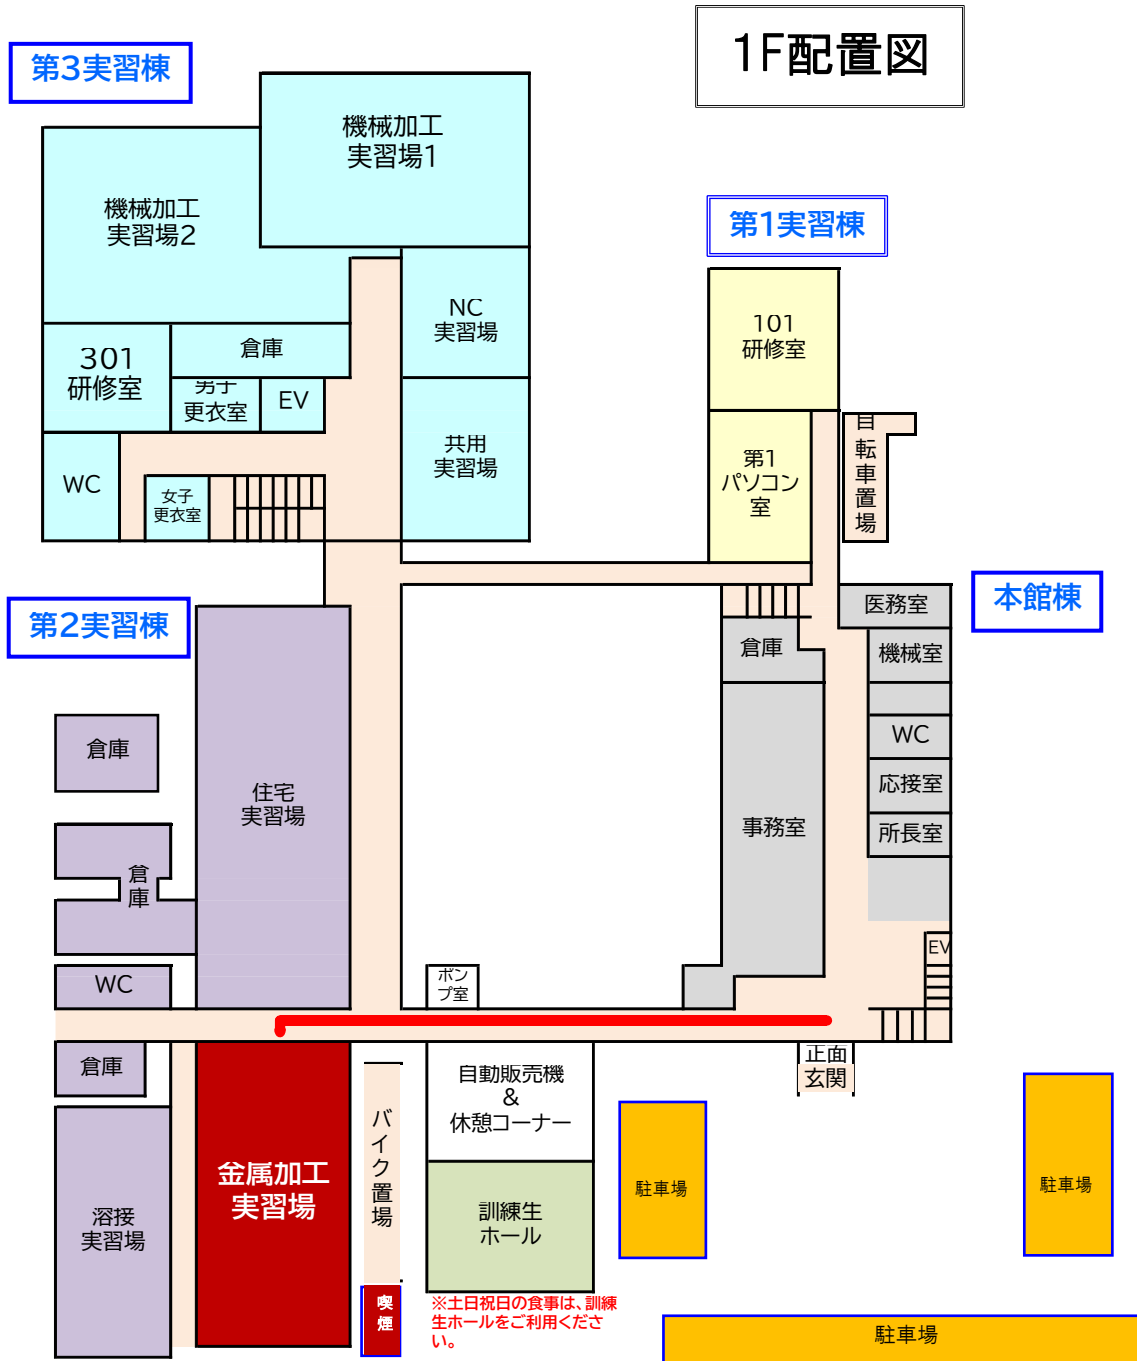 1F配置図
第3実習棟
機械加工
実習場1
機械加工
実習場2
第1実習棟
NC
実習場
101
研修室
倉庫
301
研修室
男子
更衣室
EV
自転車置場
共用
実習場
第1
パソコン
室
WC
女子
更衣室
本館棟
医務室
第2実習棟
倉庫
機械室
WC
倉庫
住宅
実習場
応接室
事務室
所長室
倉庫
EV
ポン
プ室
WC
正面
玄関
倉庫
自動販売機
&
休憩コーナー
バイク置場
金属加工
実習場
駐車場
駐車場
溶接
実習場
訓練生
ホール
喫煙
※土日祝日の食事は、訓練
生ホールをご利用くださ
い。
駐車場